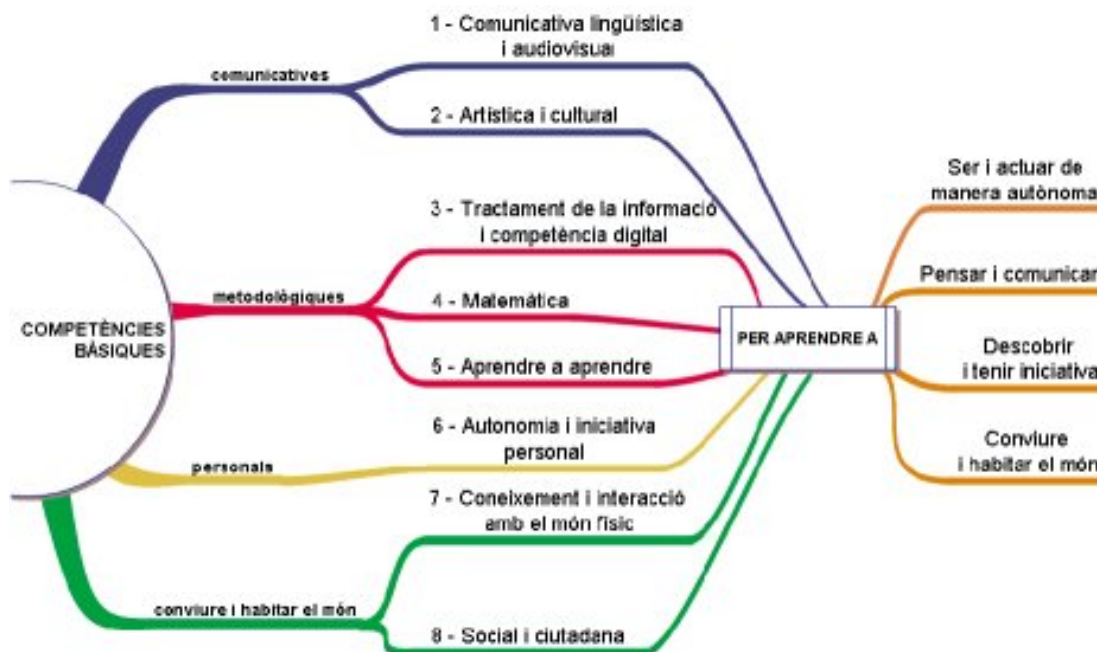 COMPETÈNCIES
BÀSIQUES
comunicatives
1 - Comunicativa lingüística
i audiovisual
2 - Artística i cultural
metodològiques
3 - Tractament de la informació
i competència digital
4 - Matemàtica
5 - Aprendre a aprendre
personals
6 - Autonomia i iniciativa
personal
conviure i habitar el món
7 - Coneixement i interacció
amb el món físic
8 - Social i ciutadana
PER APRENDRE A
Ser i actuar de
manera autònoma
Pensar i comunicar
Descobrir
i tenir iniciativa
Conviure
i habitar el món